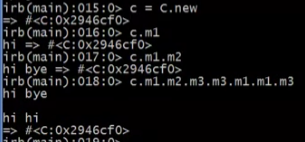 irb(main):015:0> c = C.new
=> #<C:0x2946cf0>
irb(main):016:0> c.m1
hi => #<C:0x2946cf0>
irb(main):017:0> c.m1.m2
hi bye => #<C:0x2946cf0>
irb(main):018:0> c.m1.m2.m3.m3.m1.m1.m3
hi bye

hi hi
=> #<C:0x2946cf0>
irb(main):019:0>